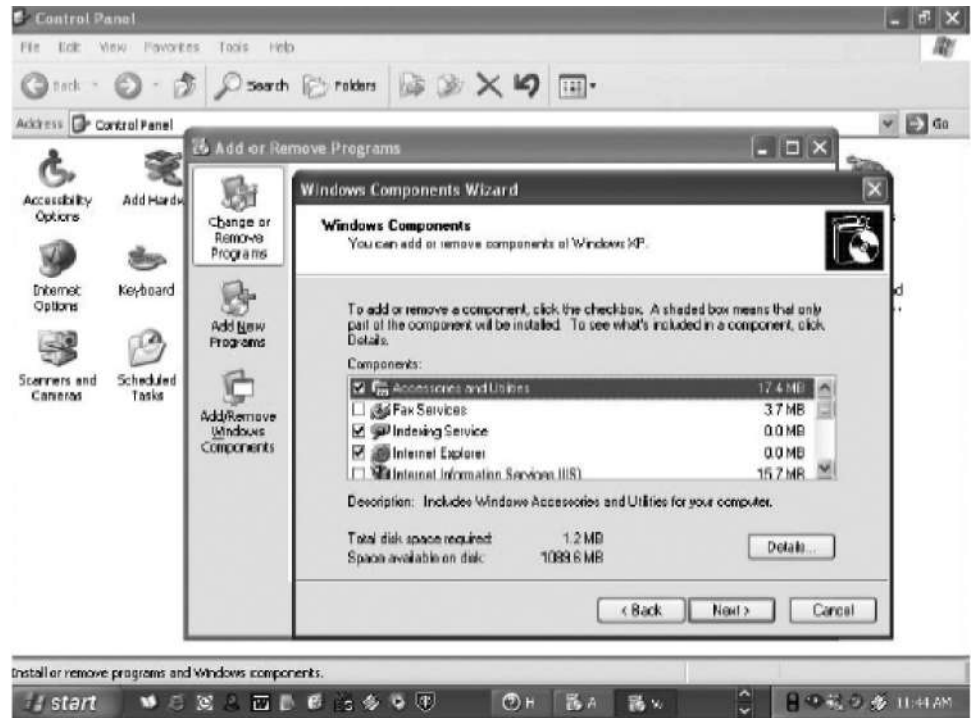 Control Panel
File Edit View Favorites Tools Help
Back Search Folders
Address Control Panel Go
Accessibility Options
Add Hardw
Internet Options
Keyboard
Scanners and Cameras
Scheduled Tasks
Add or Remove Programs
Change or Remove Programs
Add New Programs
Add/Remove Windows Components
Windows Components Wizard
Windows Components
You can add or remove components of Windows XP.
To add or remove a component, click the checkbox. A shaded box means that only
part of the component will be installed. To see what's included in a component, click
Details.
Components:
Accessories and Utilities 17.4 MB
Fax Services 3.7 MB
Indexing Service 0.0 MB
Internet Explorer 0.0 MB
Internet Information Services (IIS) 15.7 MB
Description: Includes Windows Accessories and Utilities for your computer.
Total disk space required: 1.2 MB
Space available on disk: 1089.6 MB
Details...
< Back Next > Cancel
Install or remove programs and Windows components.
start H A W 11:44 AM